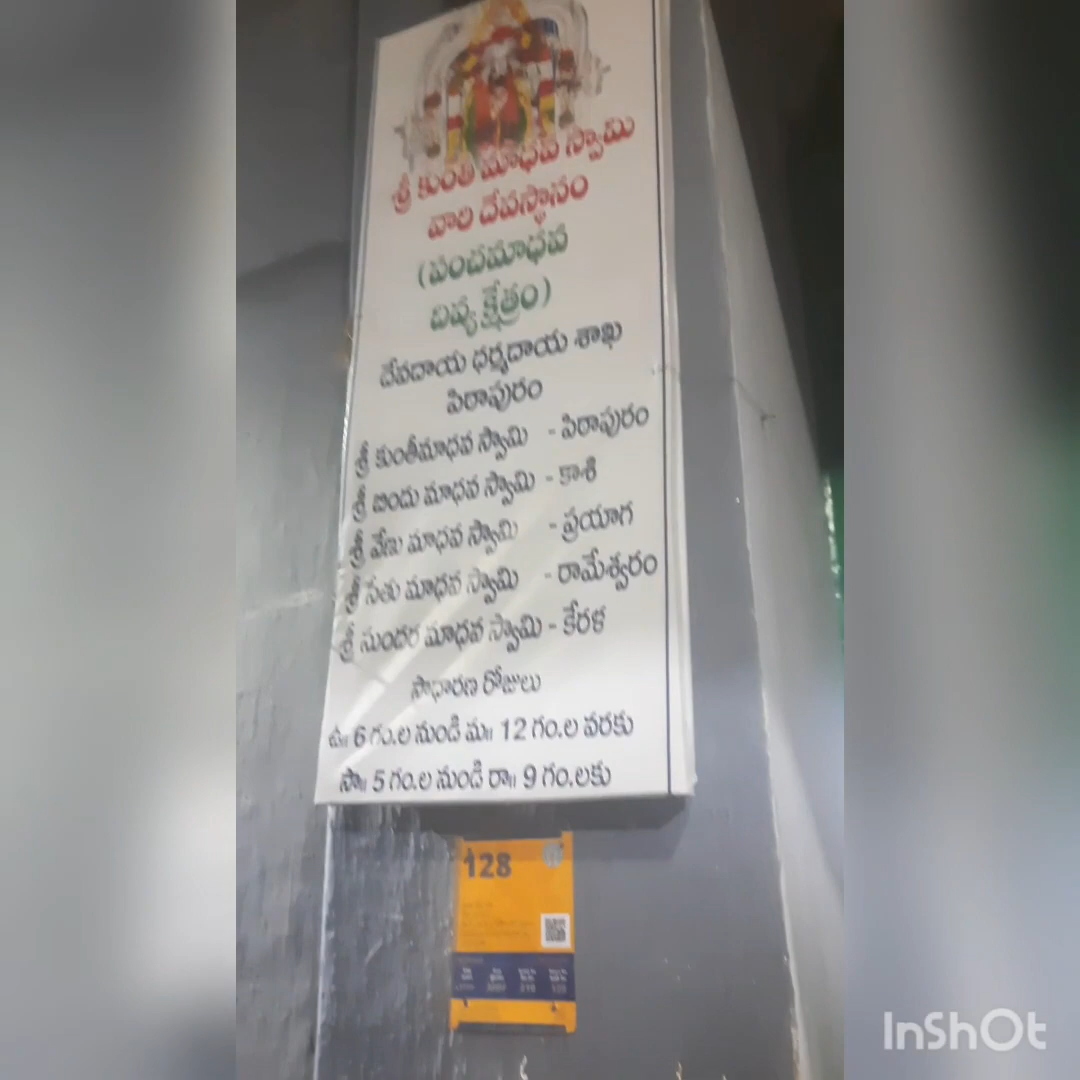 శ్రీ కుంతీ మాధవ స్వామి
వారి దేవస్థానం
(పంచమాధవ
దివ్య క్షేత్రం)
దేవదాయ ధర్మదాయ శాఖ
పిఠాపురం
శ్రీ కుంతీమాధవ స్వామి - పిఠాపురం
శ్రీ బిందు మాధవ స్వామి - కాశి
శ్రీ వేణు మాధవ స్వామి - ప్రయాగ
శ్రీ సేతు మాధవ స్వామి - రామేశ్వరం
శ్రీ సుందర మాధవ స్వామి - కేరళ
సాధారణ రోజులు
ఉ॥ 6 గం.ల నుండి మ॥ 12 గం.ల వరకు
సా॥ 5 గం.ల నుండి రా॥ 9 గం.లకు
128
InShOt